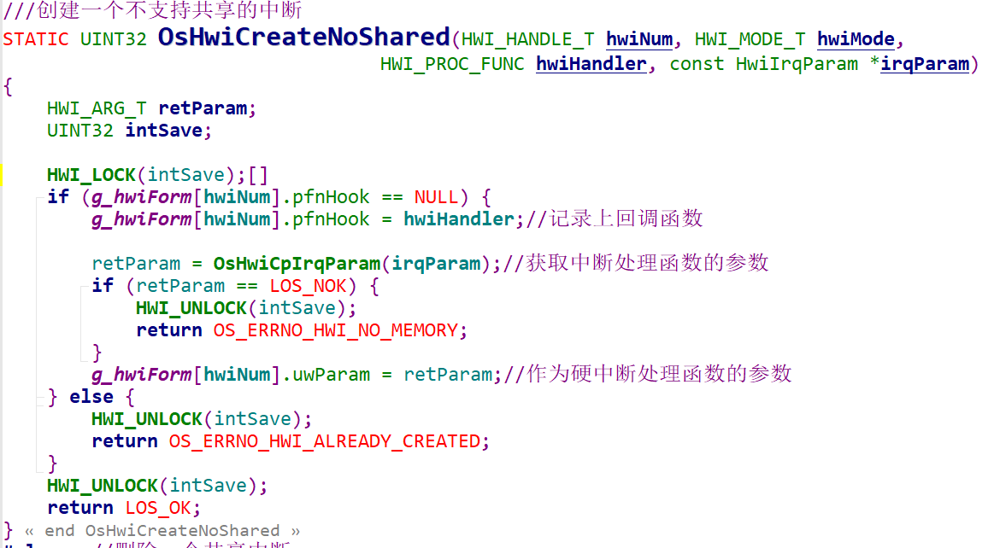 ///创建一个不支持共享的中断
STATIC UINT32 OsHwiCreateNoShared(HWI_HANDLE_T hwiNum, HWI_MODE_T hwiMode,
HWI_PROC_FUNC hwiHandler, const HwiIrqParam *irqParam)
{
HWI_ARG_T retParam;
UINT32 intSave;
HWI_LOCK(intSave);[]
if (g_hwiForm[hwiNum].pfnHook == NULL) {
g_hwiForm[hwiNum].pfnHook = hwiHandler;//记录上回调函数
retParam = OsHwiCpIrqParam(irqParam);//获取中断处理函数的参数
if (retParam == LOS_NOK) {
HWI_UNLOCK(intSave);
return OS_ERRNO_HWI_NO_MEMORY;
}
g_hwiForm[hwiNum].uwParam = retParam;//作为硬中断处理函数的参数
} else {
HWI_UNLOCK(intSave);
return OS_ERRNO_HWI_ALREADY_CREATED;
}
HWI_UNLOCK(intSave);
return LOS_OK;
} « end OsHwiCreateNoShared »